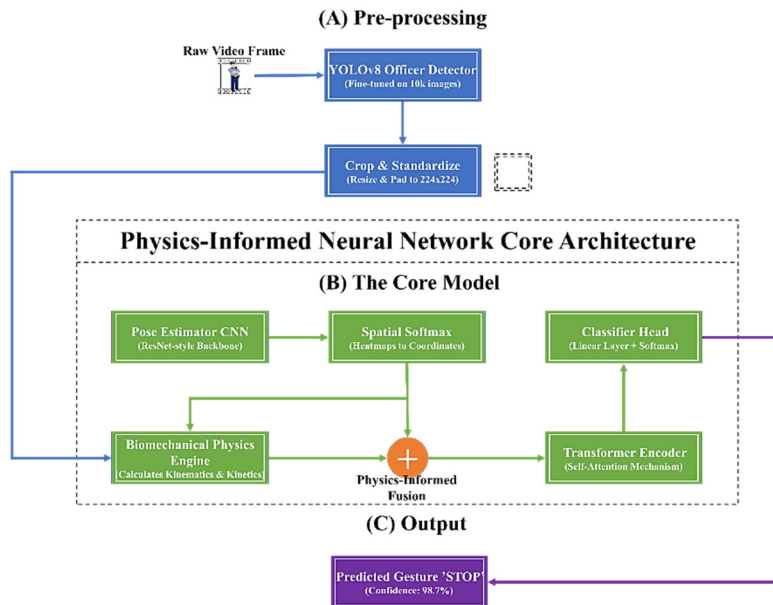 (A) Pre-processing
Raw Video Frame
YOLOv8 Officer Detector
(Fine-tuned on 10k images)
Crop & Standardize
(Resize & Pad to 224x224)
Physics-Informed Neural Network Core Architecture
(B) The Core Model
Pose Estimator CNN
(ResNet-style Backbone)
Spatial Softmax
(Heatmaps to Coordinates)
Classifier Head
(Linear Layer + Softmax)
Biomechanical Physics
Engine
(Calculates Kinematics & Kinetics)
Physics-Informed
Fusion
Transformer Encoder
(Self-Attention Mechanism)
(C) Output
Predicted Gesture 'STOP'
(Confidence: 98.7%)